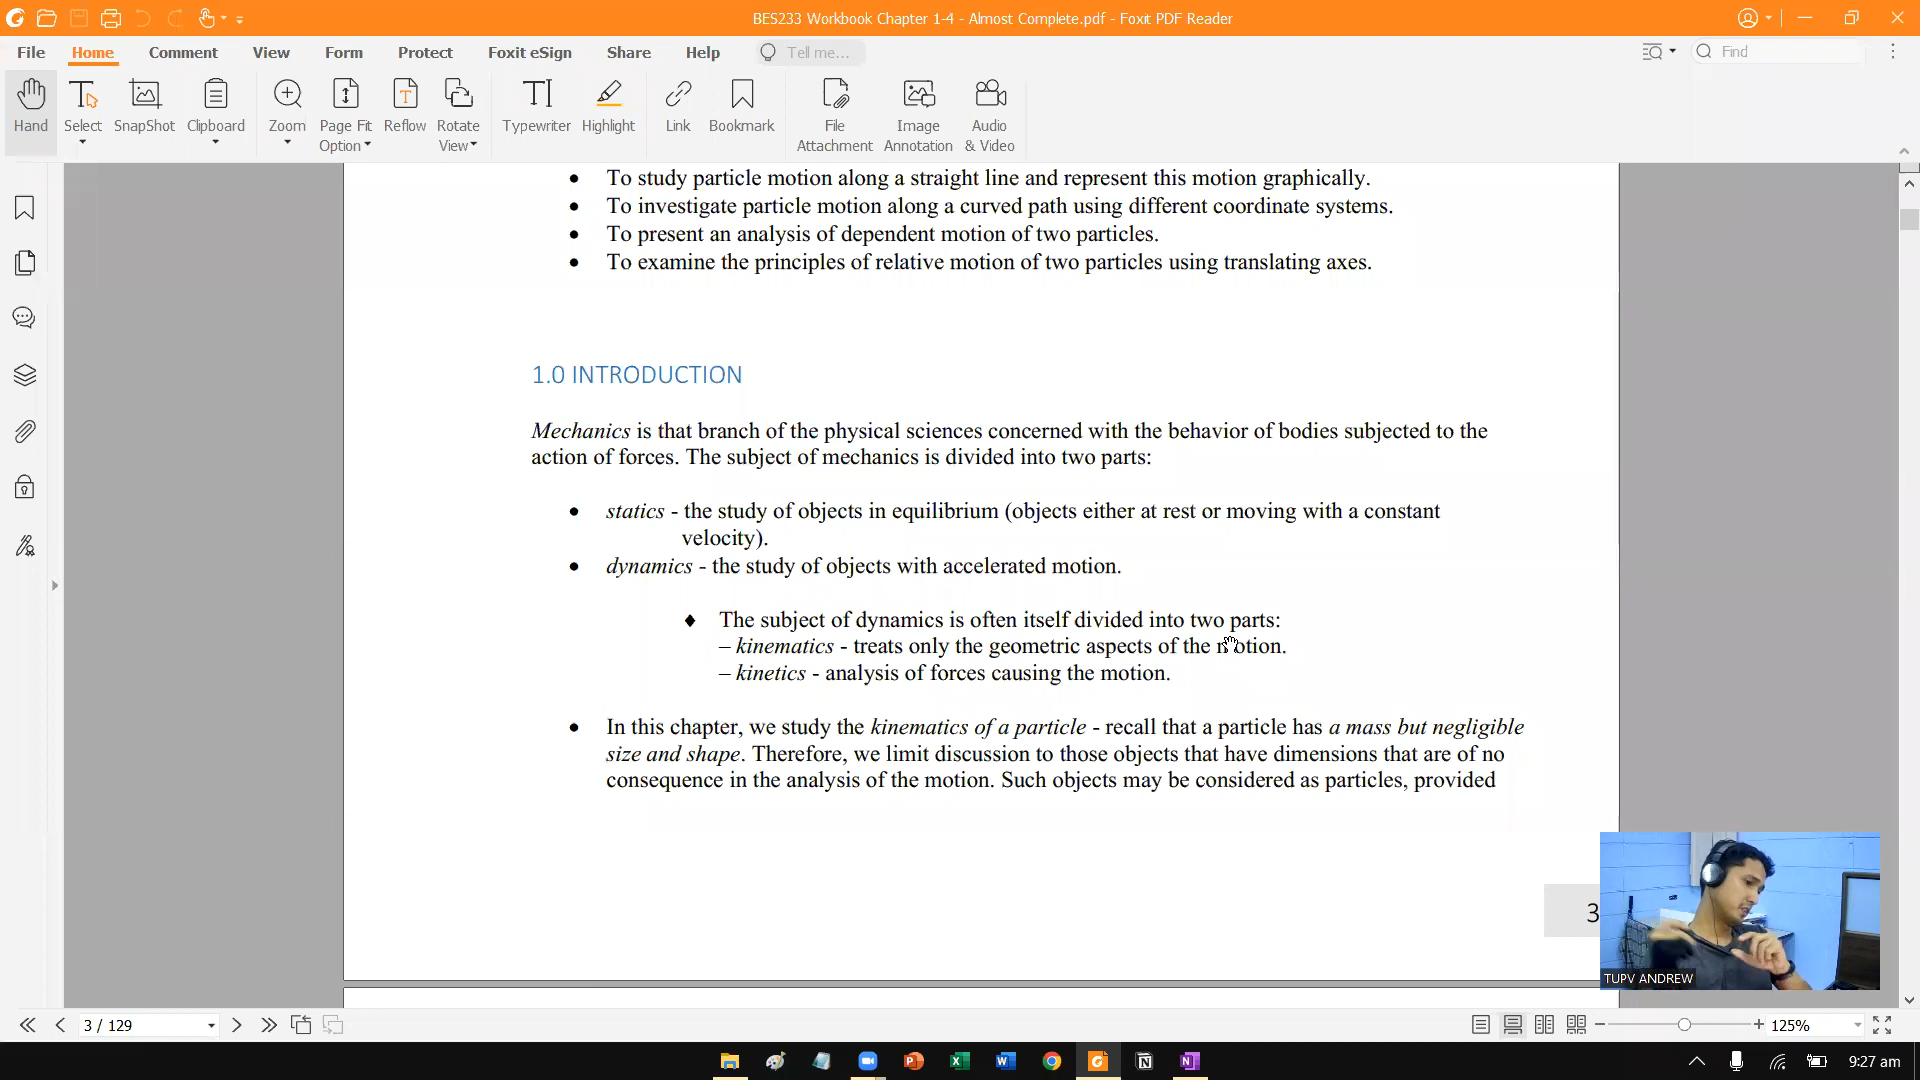 BES233 Workbook Chapter 1-4 - Almost Complete.pdf - Foxit PDF Reader
File Home Comment View Form Protect Foxit eSign Share Help Tell me... Find
Hand Select SnapShot Clipboard Zoom Page Fit Option Reflow Rotate View Typewriter Highlight Link Bookmark File Attachment Image Annotation Audio & Video
• To study particle motion along a straight line and represent this motion graphically.
• To investigate particle motion along a curved path using different coordinate systems.
• To present an analysis of dependent motion of two particles.
• To examine the principles of relative motion of two particles using translating axes.
1.0 INTRODUCTION
Mechanics is that branch of the physical sciences concerned with the behavior of bodies subjected to the
action of forces. The subject of mechanics is divided into two parts:
• statics - the study of objects in equilibrium (objects either at rest or moving with a constant
velocity).
• dynamics - the study of objects with accelerated motion.
♦ The subject of dynamics is often itself divided into two parts:
– kinematics - treats only the geometric aspects of the motion.
– kinetics - analysis of forces causing the motion.
• In this chapter, we study the kinematics of a particle - recall that a particle has a mass but negligible
size and shape. Therefore, we limit discussion to those objects that have dimensions that are of no
consequence in the analysis of the motion. Such objects may be considered as particles, provided
3
TUPV ANDREW
3 / 129
125%
9:27 am